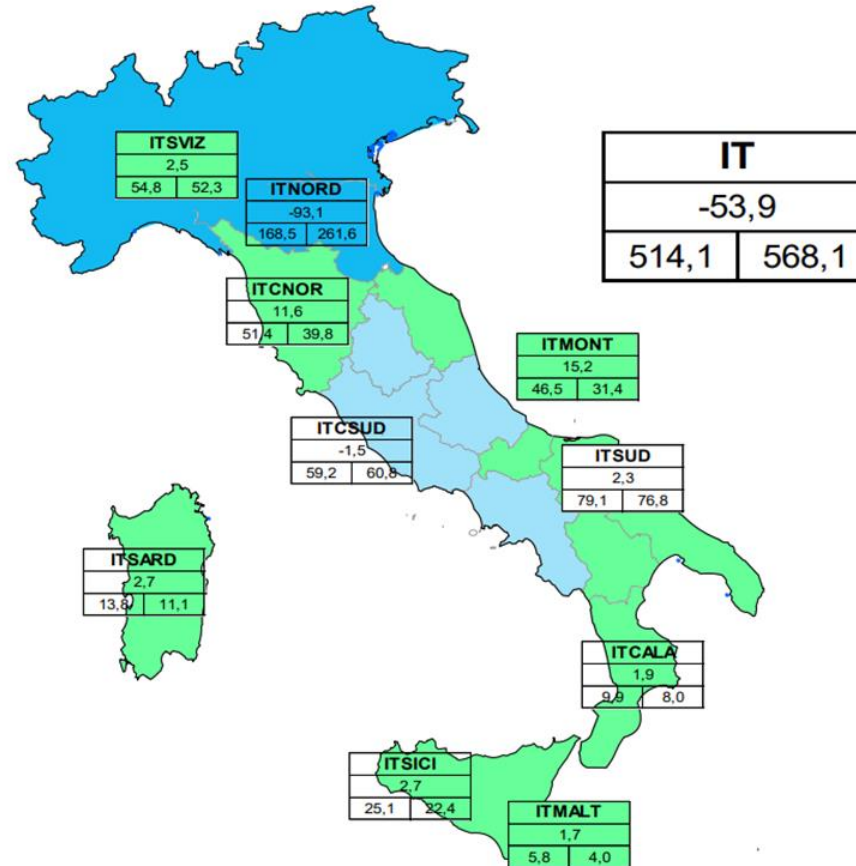 ITSVIZ
2,5
54,8 52,3
ITNORD
-93,1
168,5 261,6
IT
-53,9
514,1 568,1
ITCNOR
11,6
51,4 39,8
ITMONT
15,2
46,5 31,4
ITCSUD
-1,5
59,2 60,8
ITSUD
2,3
79,1 76,8
ITSARD
2,7
13,8 11,1
ITCALA
1,9
9,9 8,0
ITSICI
2,7
25,1 22,4
ITMALT
1,7
5,8 4,0